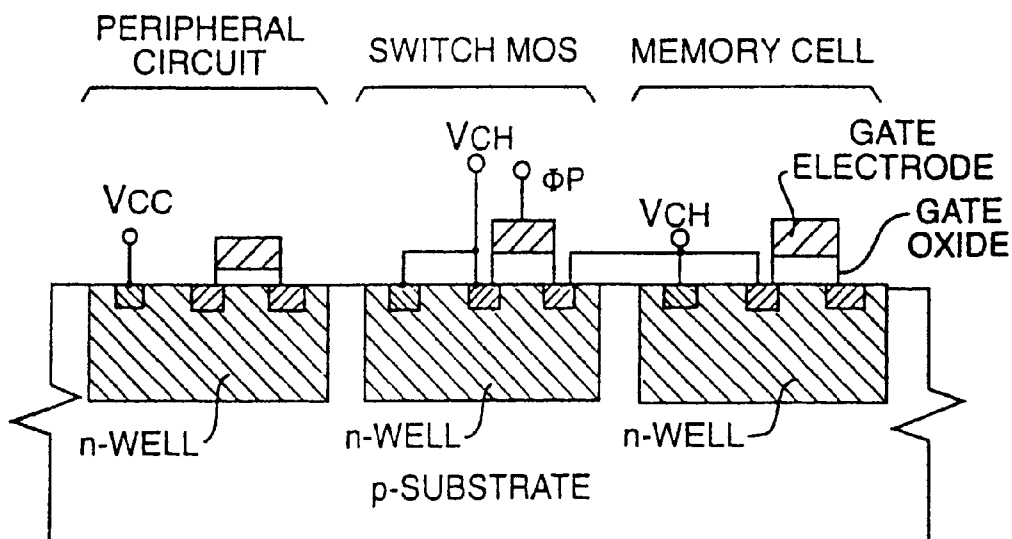 PERIPHERAL
CIRCUIT
SWITCH MOS
MEMORY CELL
VCC
VCH
ΦP
VCH
GATE
ELECTRODE
GATE
OXIDE
n-WELL
n-WELL
n-WELL
p-SUBSTRATE